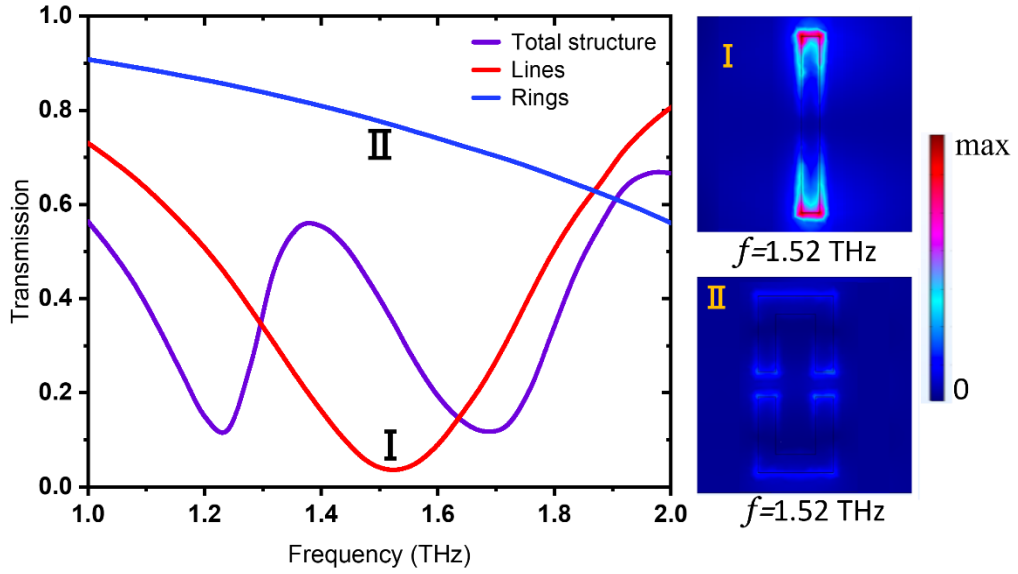 1.0
0.8
0.6
0.4
0.2
0.0
Transmission
Total structure
Lines
Rings
II
I
1.0 1.2 1.4 1.6 1.8 2.0
Frequency (THz)
I
f=1.52 THz
II
f=1.52 THz
max
0